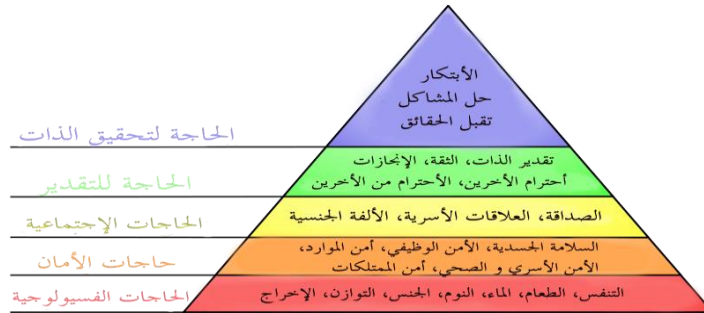 الأبتكار
حل المشاكل
تقبل الحقائق
الحاجة لتحقيق الذات
تقدير الذات، الثقة، الإنجازات
أحترام الأخرين، الأحترام من الأخرين
الحاجة للتقدير
الصداقة، العلاقات الأسرية، الألفة الجنسية
الحاجات الإجتماعية
السلامة الجسدية، الأمن الوظيفي، أمن الموارد،
الأمن الأسري و الصحي، أمن الممتلكات
حاجات الأمان
التنفس، الطعام، الماء، النوم، الجنس، التوازن، الإخراج
الحاجات الفسيولوجية